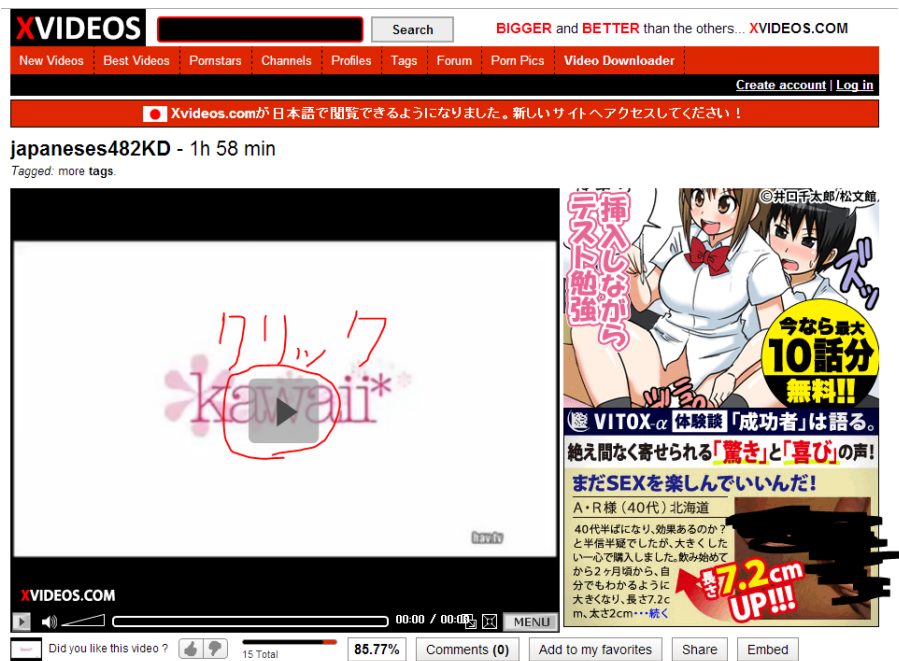 XVIDEOS
Search
BIGGER and BETTER than the others... XVIDEOS.COM
New Videos Best Videos Pornstars Channels Profiles Tags Forum Porn Pics Video Downloader
Create account | Log in
Xvideos.comが日本語で閲覧できるようになりました。新しいサイトへアクセスしてください！
japaneses482KD - 1h 58 min
Tagged: more tags.
クリック
kawaii*
hav.tv
XVIDEOS.COM
00:00 / 00:00
MENU
©井口千太郎/松文館
挿入しながら
テスト勉強
ズッ
今なら最大
10話分
無料!!
VITOX-α 体験談 「成功者」は語る。
絶え間なく寄せられる「驚き」と「喜び」の声!
まだSEXを楽しんでいいんだ!
A・R様(40代)北海道
40代半ばになり、効果あるのか?
と半信半疑でしたが、大きくした
い一心で購入しました。飲み始めて
から2ヶ月頃から、自
分でもわかるように
大きくなり、長さ7.2c
m、太さ2cm・・・続く
長さ7.2cm
UP!!!
Did you like this video ?
15 Total
85.77%
Comments (0)
Add to my favorites
Share
Embed